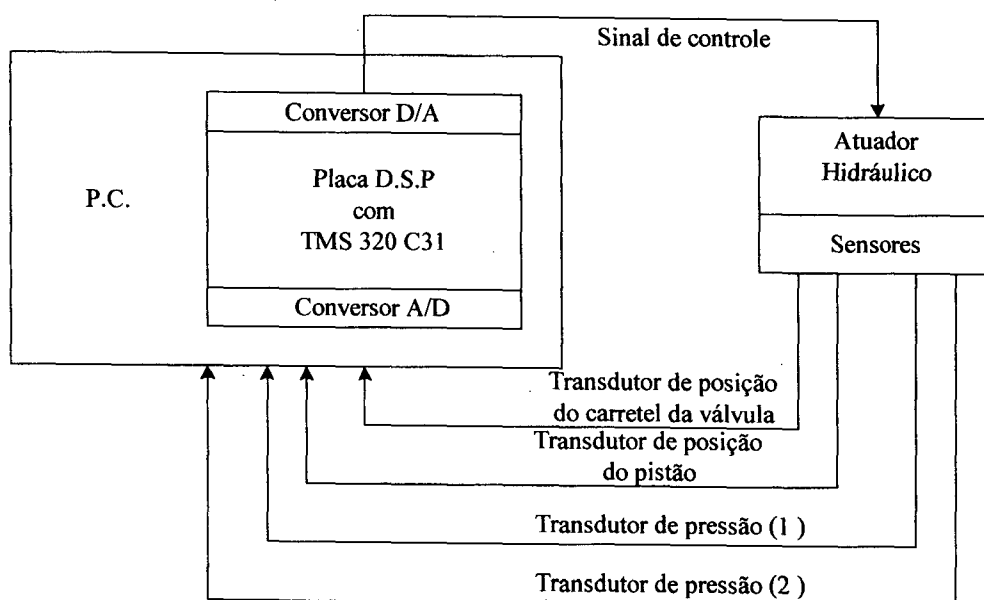 Sinal de controle
Conversor D/A
Placa D.S.P
com
TMS 320 C31
Conversor A/D
P.C.
Atuador
Hidráulico
Sensores
Transdutor de posição
do carretel da válvula
Transdutor de posição
do pistão
Transdutor de pressão (1 )
Transdutor de pressão (2 )